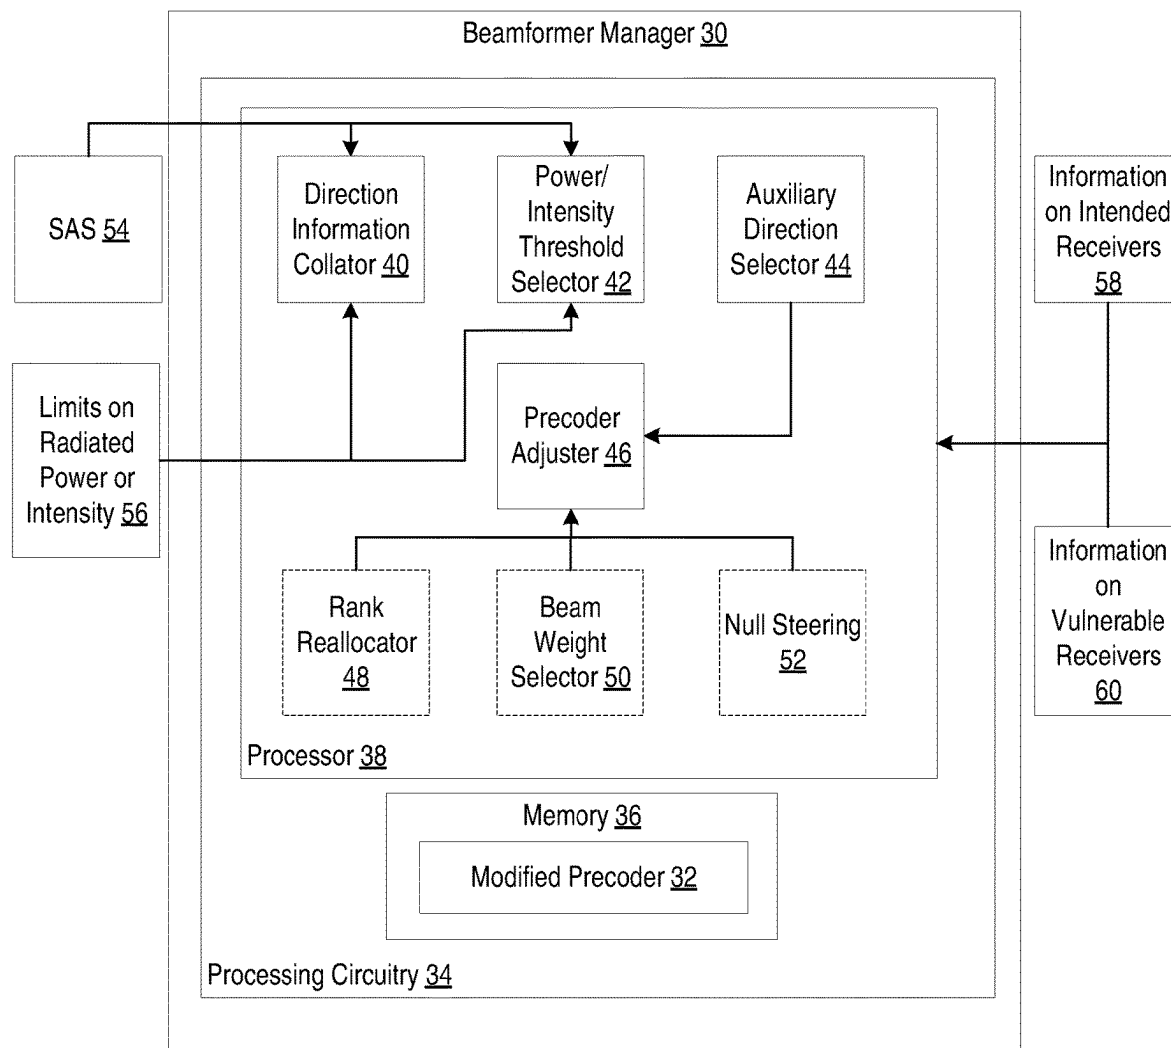 Beamformer Manager 30
SAS 54
Direction
Information
Collator 40
Power/
Intensity
Threshold
Selector 42
Auxiliary
Direction
Selector 44
Information
on Intended
Receivers
58
Limits on
Radiated
Power or
Intensity 56
Precoder
Adjuster 46
Rank
Reallocator
48
Beam
Weight
Selector 50
Null Steering
52
Information
on
Vulnerable
Receivers
60
Processor 38
Memory 36
Modified Precoder 32
Processing Circuitry 34